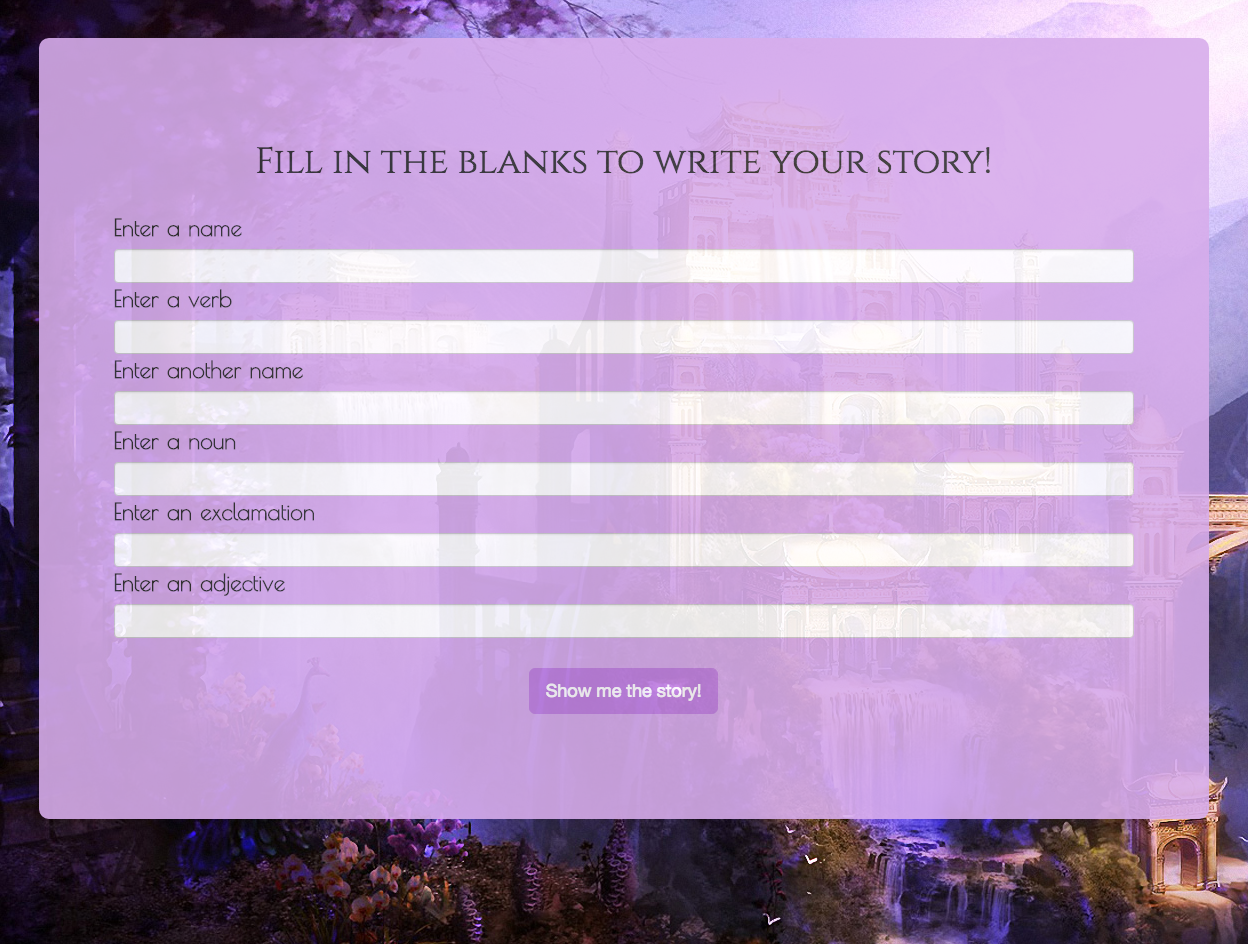 Fill in the blanks to write your story!
Enter a name
Enter a verb
Enter another name
Enter a noun
Enter an exclamation
Enter an adjective
Show me the story!